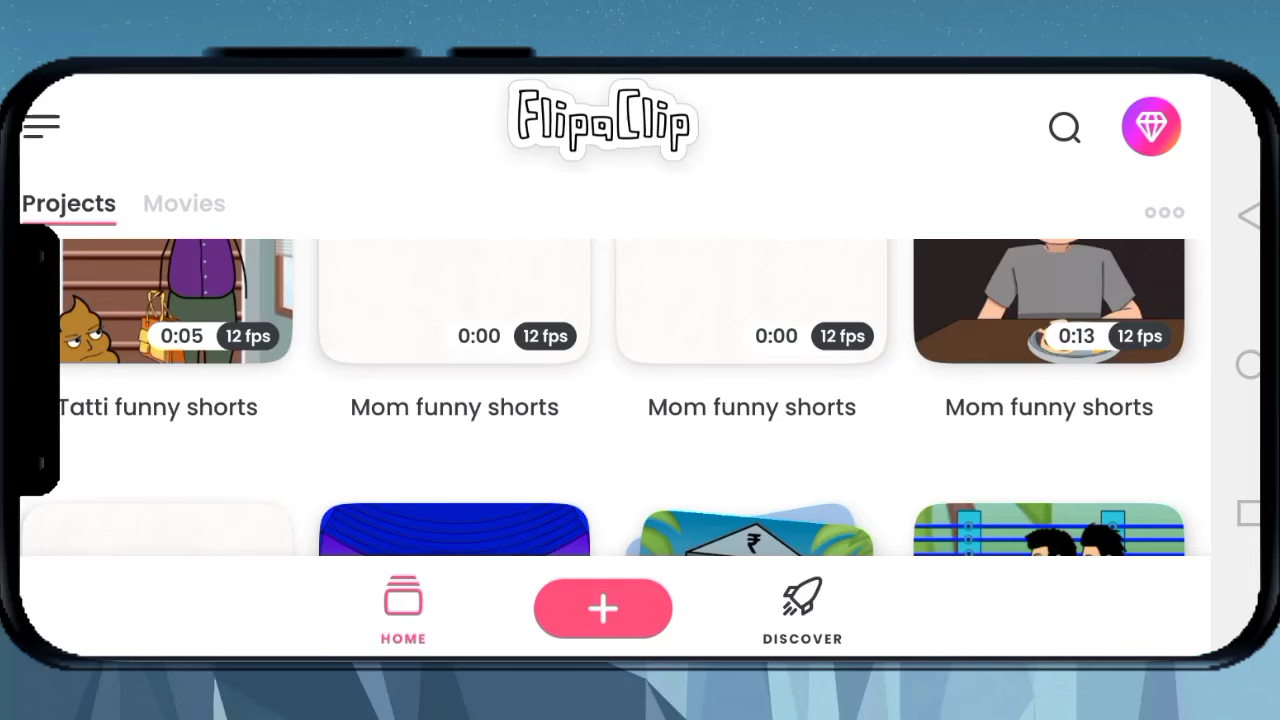 FlipaClip
Projects Movies
0:05 12 fps 0:00 12 fps 0:00 12 fps 0:13 12 fps
Tatti funny shorts Mom funny shorts Mom funny shorts Mom funny shorts
₹
HOME DISCOVER